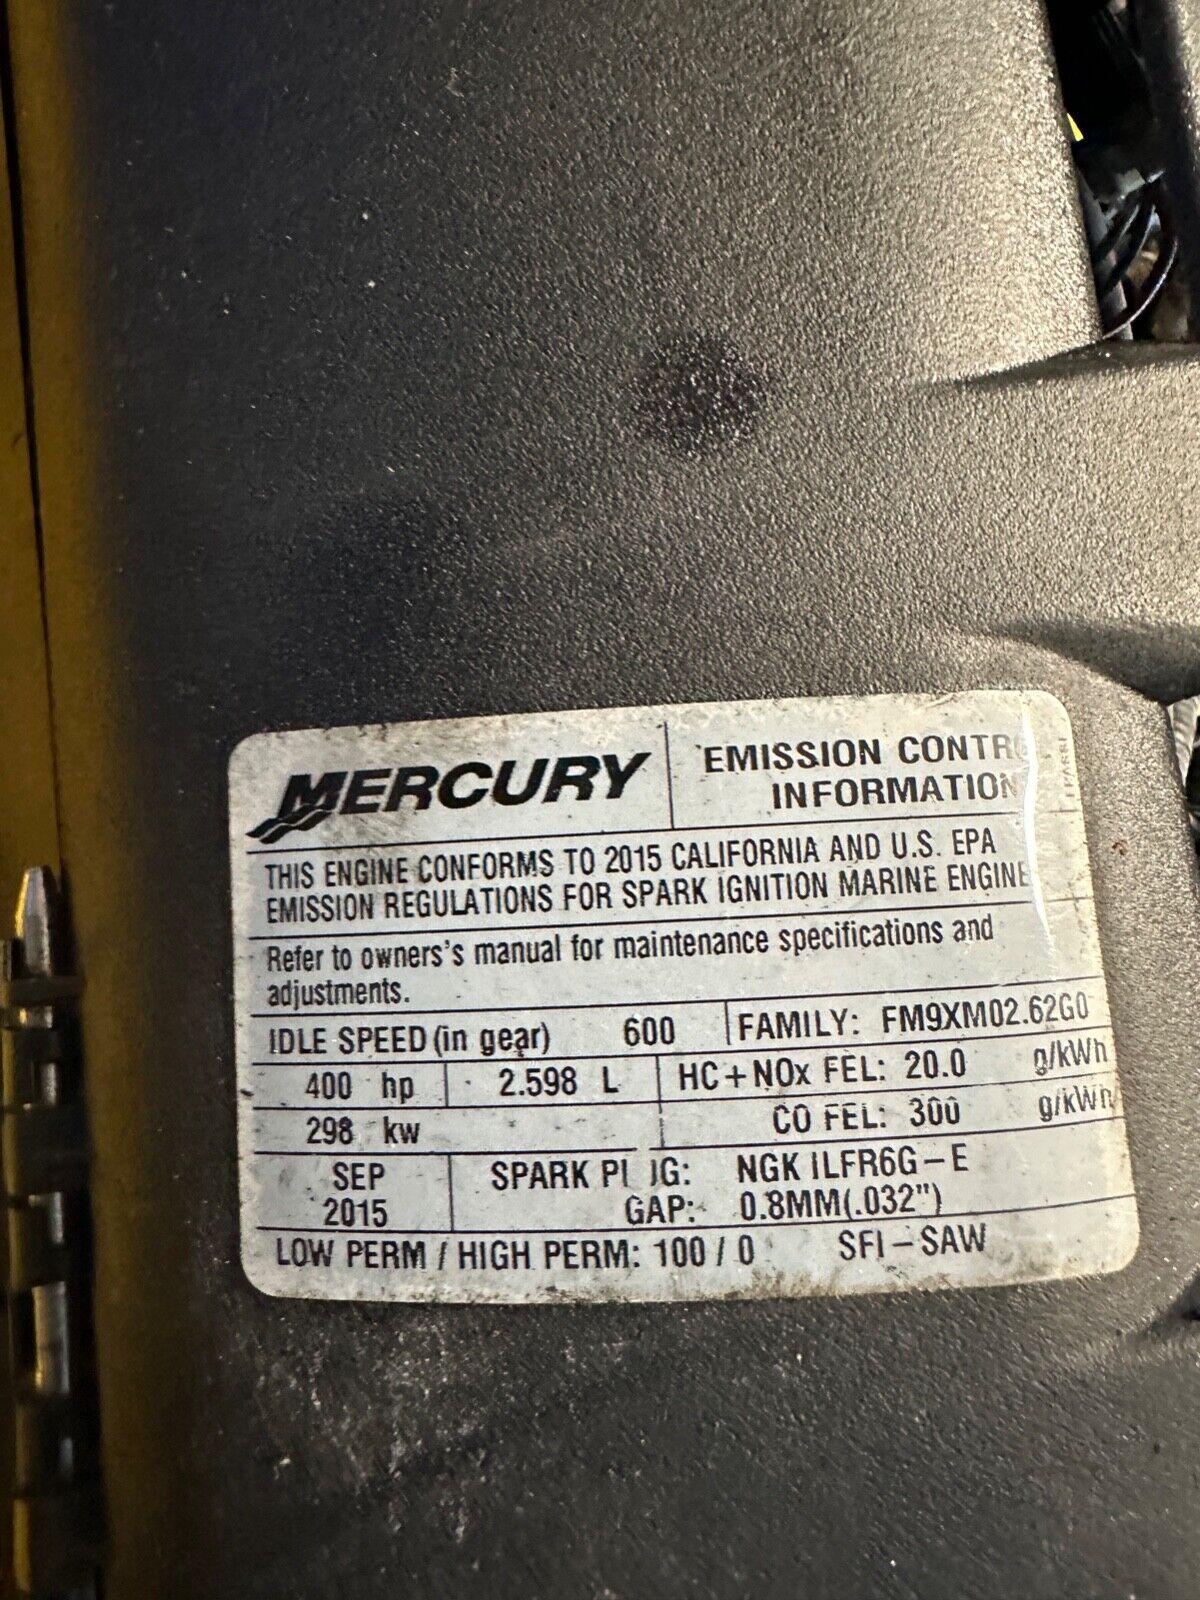 MERCURY
EMISSION CONTR
INFORMATION
THIS ENGINE CONFORMS TO 2015 CALIFORNIA AND U.S. EPA
EMISSION REGULATIONS FOR SPARK IGNITION MARINE ENGINE
Refer to owners's manual for maintenance specifications and
adjustments.
IDLE SPEED (in gear) 600 FAMILY: FM9XM02.62G0
400 hp 2.598 L HC + NOx FEL: 20.0 g/kWh
298 kw CO FEL: 300 g/kWh
SEP SPARK PLUG: NGK ILFR6G-E
2015 GAP: 0.8MM(.032")
LOW PERM / HIGH PERM: 100 / 0 SFI-SAW